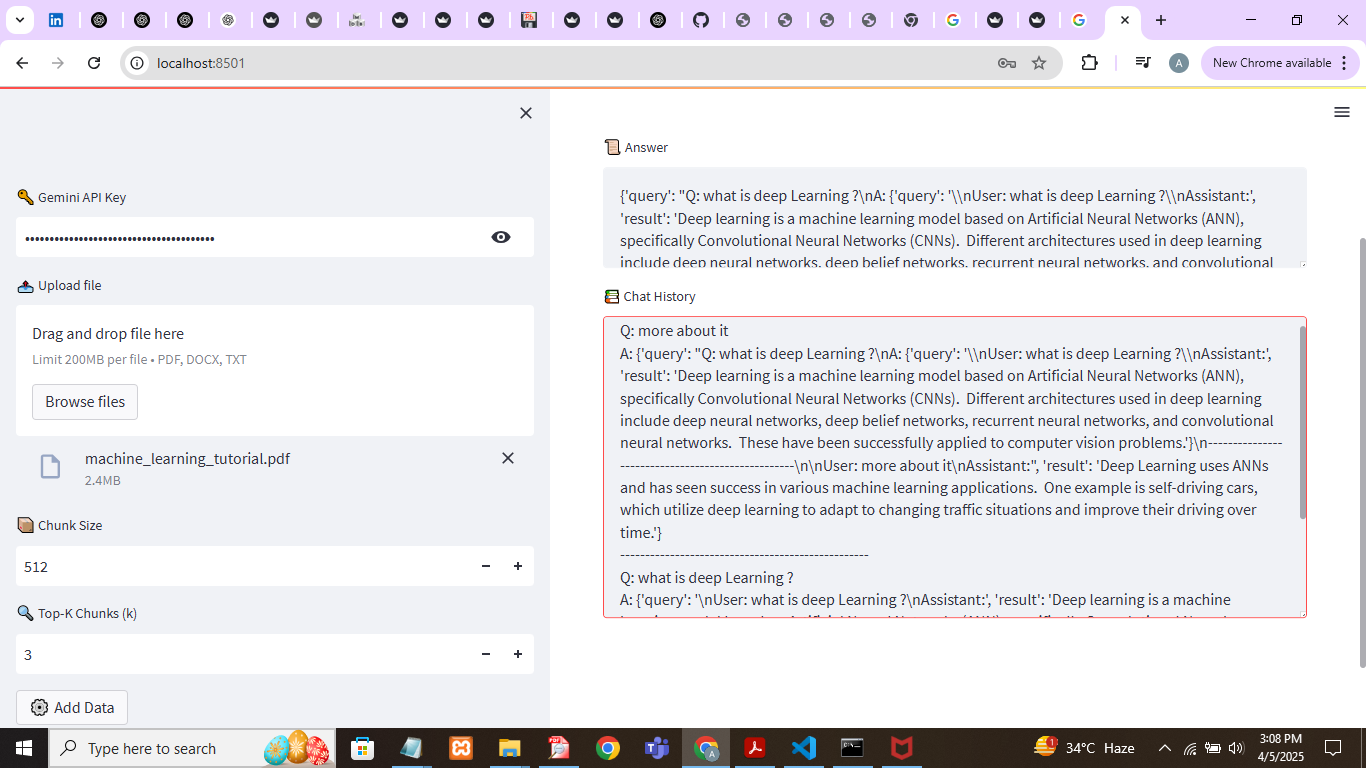 localhost:8501
A
New Chrome available
Gemini API Key
••••••••••••••••••••••••••••••••••••••
Upload file
Drag and drop file here
Limit 200MB per file • PDF, DOCX, TXT
Browse files
machine_learning_tutorial.pdf
2.4MB
Chunk Size
512
Top-K Chunks (k)
3
Add Data
Answer
{'query': "Q: what is deep Learning ?\nA: {'query': '\\nUser: what is deep Learning ?\\nAssistant:',
'result': 'Deep learning is a machine learning model based on Artificial Neural Networks (ANN),
specifically Convolutional Neural Networks (CNNs). Different architectures used in deep learning
include deep neural networks, deep belief networks, recurrent neural networks, and convolutional
Chat History
Q: more about it
A: {'query': "Q: what is deep Learning ?\nA: {'query': '\\nUser: what is deep Learning ?\\nAssistant:',
'result': 'Deep learning is a machine learning model based on Artificial Neural Networks (ANN),
specifically Convolutional Neural Networks (CNNs). Different architectures used in deep learning
include deep neural networks, deep belief networks, recurrent neural networks, and convolutional
neural networks. These have been successfully applied to computer vision problems.'}\n---------------
-----------------------------------\n\nUser: more about it\nAssistant:", 'result': 'Deep Learning uses ANNs
and has seen success in various machine learning applications. One example is self-driving cars,
which utilize deep learning to adapt to changing traffic situations and improve their driving over
time.'}
--------------------------------------------------
Q: what is deep Learning ?
A: {'query': '\nUser: what is deep Learning ?\nAssistant:', 'result': 'Deep learning is a machine
Type here to search
34°C Haze
3:08 PM
4/5/2025